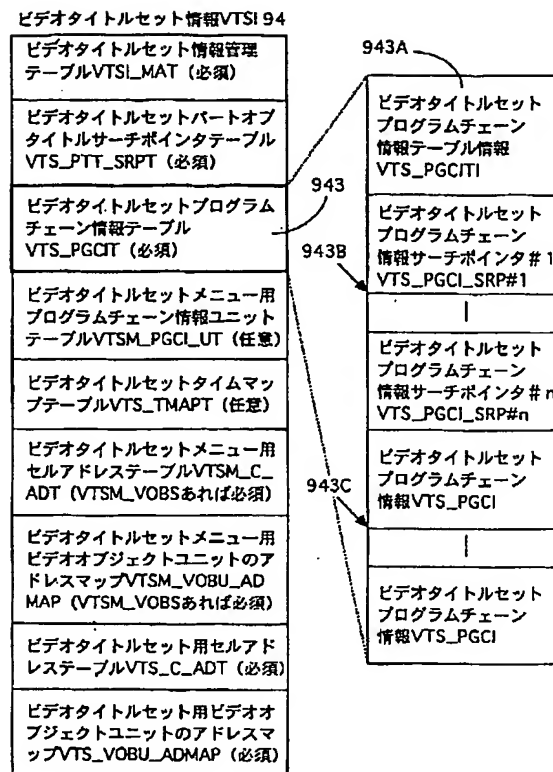 ビデオタイトルセット情報VTSI 94
ビデオタイトルセット情報管理
テーブルVTSI_MAT（必須）
ビデオタイトルセットパートオブ
タイトルサーチポインタテーブル
VTS_PTT_SRPT（必須）
943
ビデオタイトルセットプログラム
チェーン情報テーブル
VTS_PGCIT（必須）
ビデオタイトルセットメニュー用
プログラムチェーン情報ユニット
テーブルVTSM_PGCI_UT（任意）
ビデオタイトルセットタイムマッ
プテーブルVTS_TMAPT（任意）
ビデオタイトルセットメニュー用
セルアドレステーブルVTSM_C_
ADT（VTSM_VOBSあれば必須）
ビデオタイトルセットメニュー用
ビデオオブジェクトユニットのア
ドレスマップVTSM_VOBU_AD
MAP（VTSM_VOBSあれば必須）
ビデオタイトルセット用セルアド
レステーブルVTS_C_ADT（必須）
ビデオタイトルセット用ビデオオ
ブジェクトユニットのアドレスマ
ップVTS_VOBU_ADMAP（必須）
943A
ビデオタイトルセット
プログラムチェーン
情報テーブル情報
VTS_PGCITI
943B
ビデオタイトルセット
プログラムチェーン
情報サーチポインタ＃1
VTS_PGCI_SRP#1
ビデオタイトルセット
プログラムチェーン
情報サーチポインタ＃n
VTS_PGCI_SRP#n
943C
ビデオタイトルセット
プログラムチェーン
情報VTS_PGCI
ビデオタイトルセット
プログラムチェーン
情報VTS_PGCI